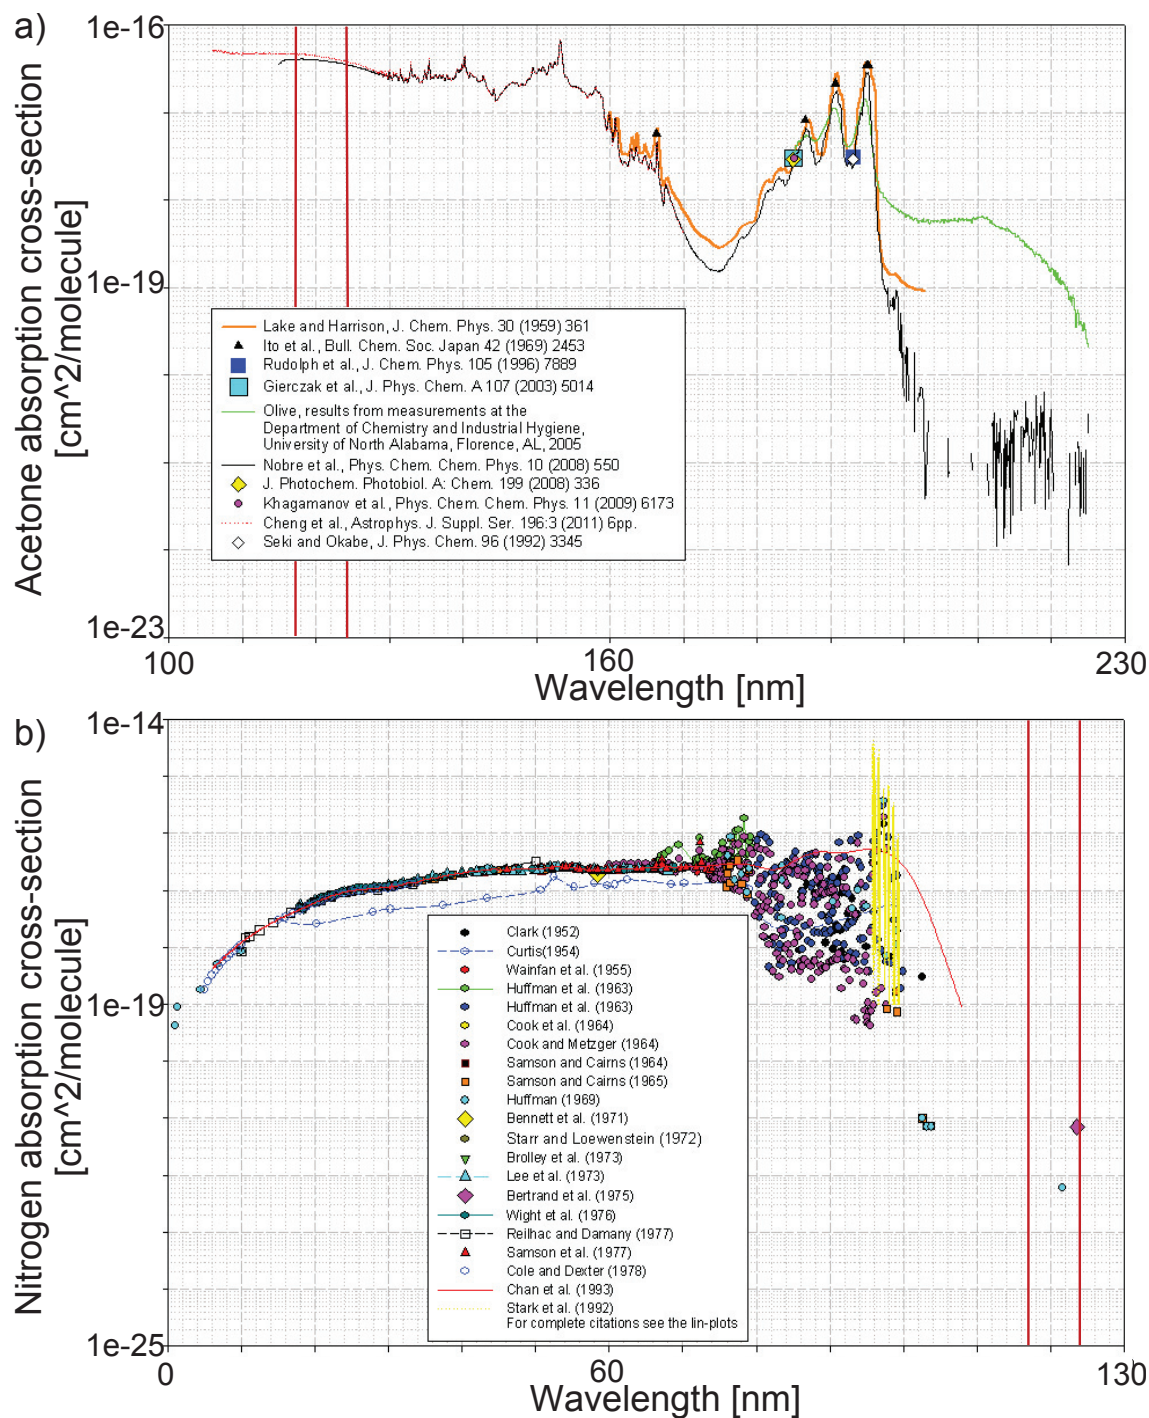 a)
1e-16
1e-19
1e-23
Acetone absorption cross-section
[cm^2/molecule]
Lake and Harrison, J. Chem. Phys. 30 (1959) 361
Ito et al., Bull. Chem. Soc. Japan 42 (1969) 2453
Rudolph et al., J. Chem. Phys. 105 (1996) 7889
Gierczak et al., J. Phys. Chem. A 107 (2003) 5014
Olive, results from measurements at the
Department of Chemistry and Industrial Hygiene,
University of North Alabama, Florence, AL, 2005
Nobre et al., Phys. Chem. Chem. Phys. 10 (2008) 550
J. Photochem. Photobiol. A: Chem. 199 (2008) 336
Khagamanov et al., Phys. Chem. Chem. Phys. 11 (2009) 6173
Cheng et al., Astrophys. J. Suppl. Ser. 196:3 (2011) 6pp.
Seki and Okabe, J. Phys. Chem. 96 (1992) 3345
100
160
230
Wavelength [nm]
b)
1e-14
1e-19
1e-25
Nitrogen absorption cross-section
[cm^2/molecule]
Clark (1952)
Curtis(1954)
Wainfan et al. (1955)
Huffman et al. (1963)
Huffman et al. (1963)
Cook et al. (1964)
Cook and Metzger (1964)
Samson and Cairns (1964)
Samson and Cairns (1965)
Huffman (1969)
Bennett et al. (1971)
Starr and Loewenstein (1972)
Brolley et al. (1973)
Lee et al. (1973)
Bertrand et al. (1975)
Wight et al. (1976)
Reilhac and Damany (1977)
Samson et al. (1977)
Cole and Dexter (1978)
Chan et al. (1993)
Stark et al. (1992)
For complete citations see the lin-plots
0
60
130
Wavelength [nm]